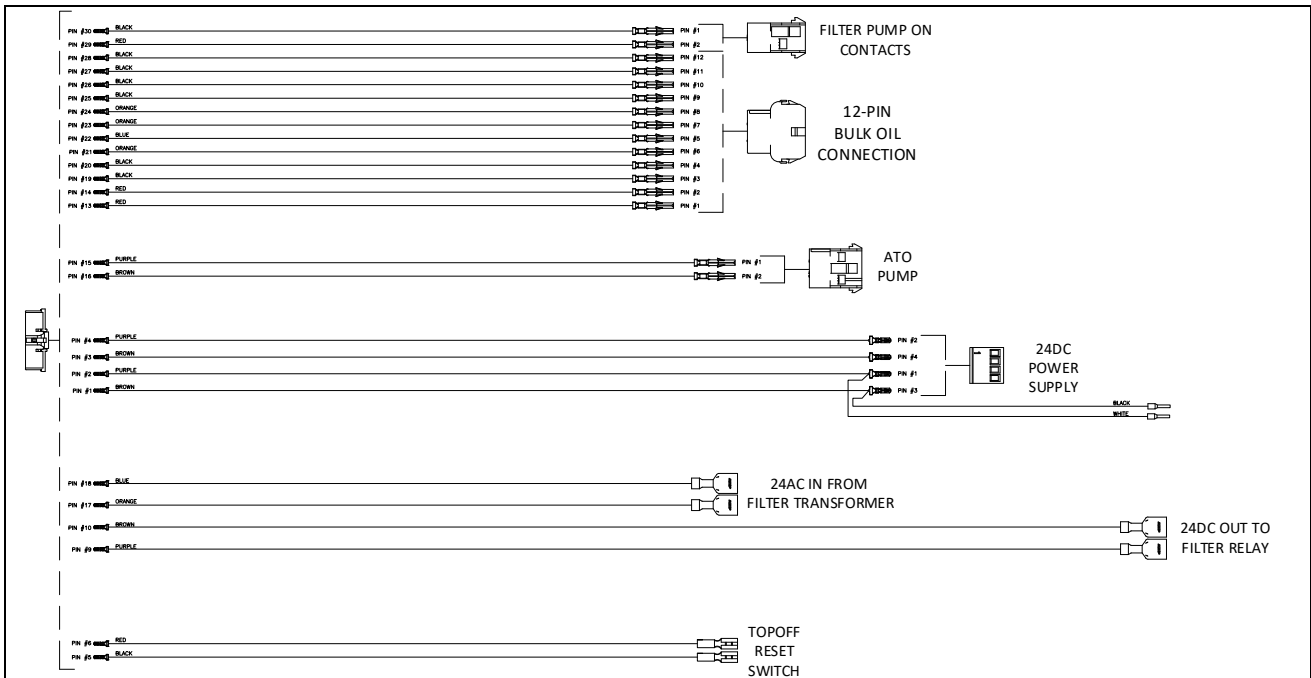 PIN #30 BLACK PIN #1
PIN #29 RED PIN #2
FILTER PUMP ON
CONTACTS
PIN #28 BLACK PIN #12
PIN #27 BLACK PIN #11
PIN #26 BLACK PIN #10
PIN #25 BLACK PIN #9
PIN #24 ORANGE PIN #8
PIN #23 ORANGE PIN #7
PIN #22 BLUE PIN #5
PIN #21 ORANGE PIN #6
PIN #20 BLACK PIN #4
PIN #19 BLACK PIN #3
PIN #14 RED PIN #2
PIN #13 RED PIN #1
12-PIN
BULK OIL
CONNECTION
PIN #15 PURPLE PIN #1
PIN #16 BROWN PIN #2
ATO
PUMP
PIN #4 PURPLE PIN #2
PIN #3 BROWN PIN #4
PIN #2 PURPLE PIN #1
PIN #1 BROWN PIN #3
24DC
POWER
SUPPLY
BLACK
WHITE
PIN #18 BLUE
PIN #17 ORANGE
24AC IN FROM
FILTER TRANSFORMER
PIN #10 BROWN
PIN #9 PURPLE
24DC OUT TO
FILTER RELAY
PIN #6 RED
PIN #5 BLACK
TOPOFF
RESET
SWITCH